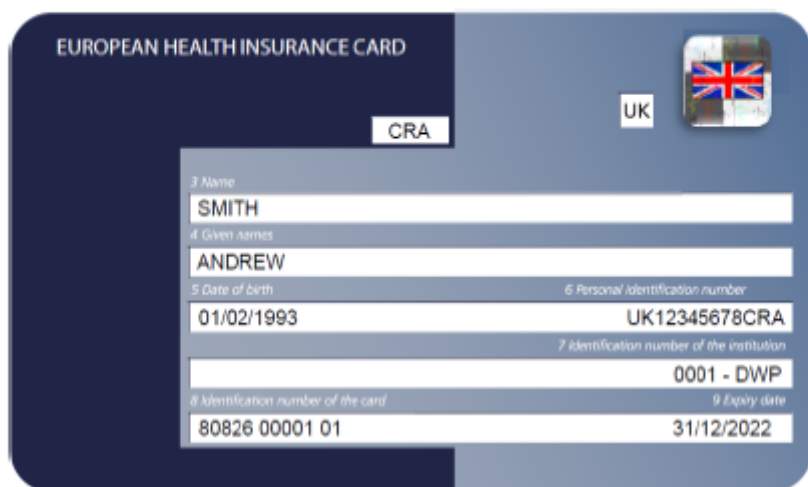 EUROPEAN HEALTH INSURANCE CARD
UK
CRA
3 Name
SMITH
4 Given names
ANDREW
5 Date of birth 6 Personal identification number
01/02/1993 UK12345678CRA
7 Identification number of the institution
0001 - DWP
8 Identification number of the card 9 Expiry date
80826 00001 01 31/12/2022